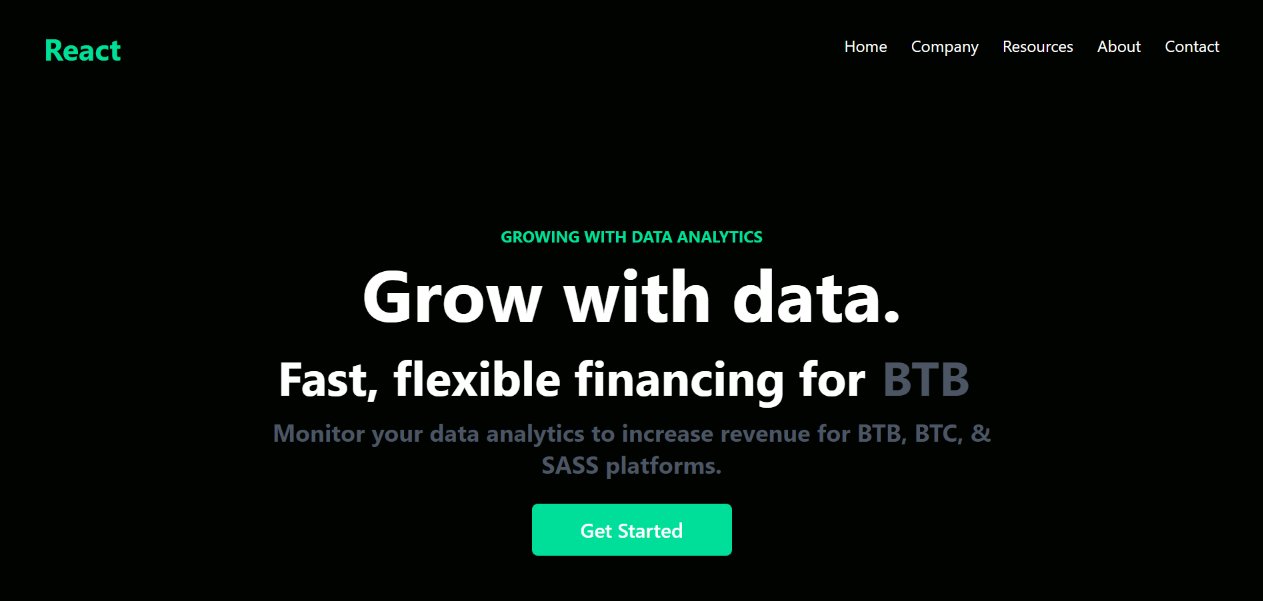 React
Home Company Resources About Contact
GROWING WITH DATA ANALYTICS
Grow with data.
Fast, flexible financing for BTB
Monitor your data analytics to increase revenue for BTB, BTC, &
SASS platforms.
Get Started